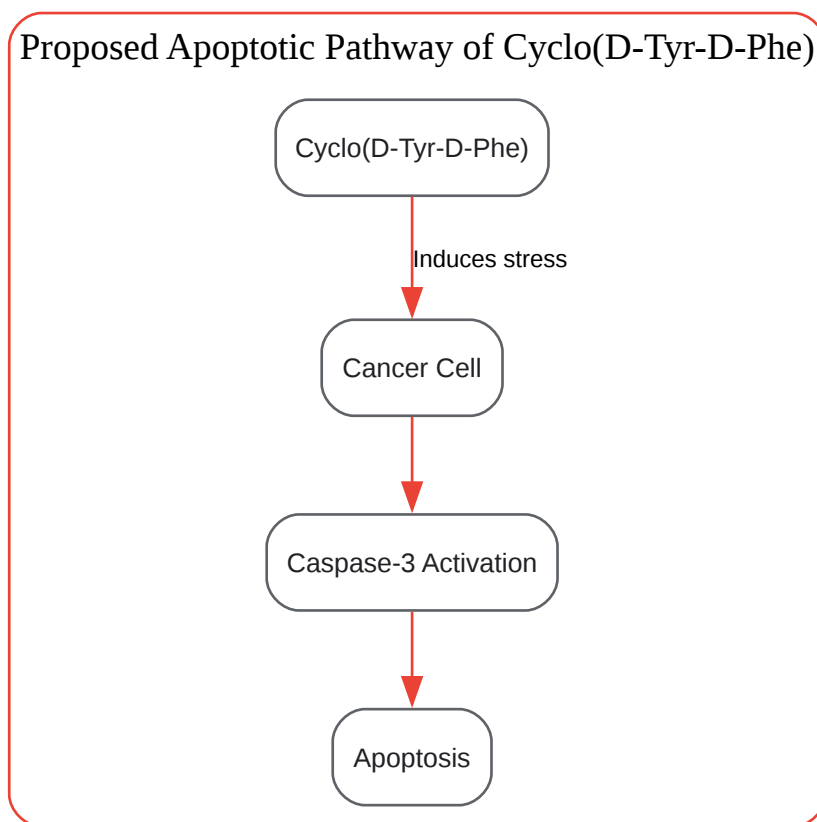 Proposed Apoptotic Pathway of Cyclo(D-Tyr-D-Phe)
Cyclo(D-Tyr-D-Phe)
Induces stress
Cancer Cell
Caspase-3 Activation
Apoptosis